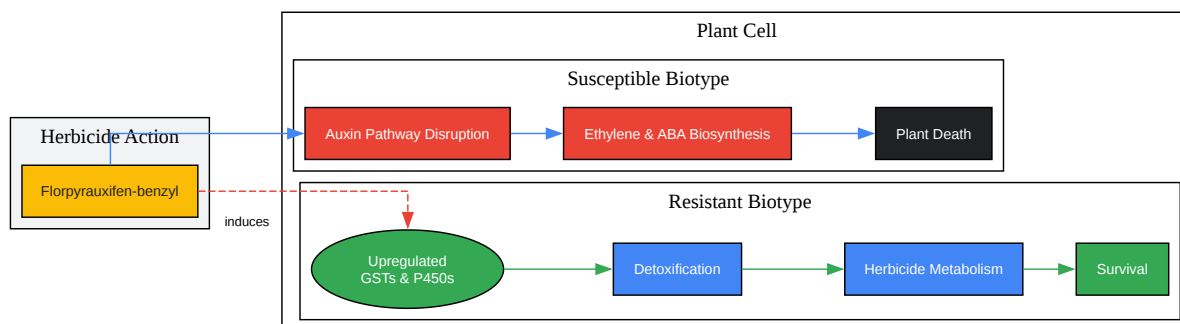 Plant Cell
Susceptible Biotype
Auxin Pathway Disruption
Ethylene & ABA Biosynthesis
Plant Death
Herbicide Action
Florpyrauxifen-benzyl
induces
Resistant Biotype
Upregulated
GSTs & P450s
Detoxification
Herbicide Metabolism
Survival